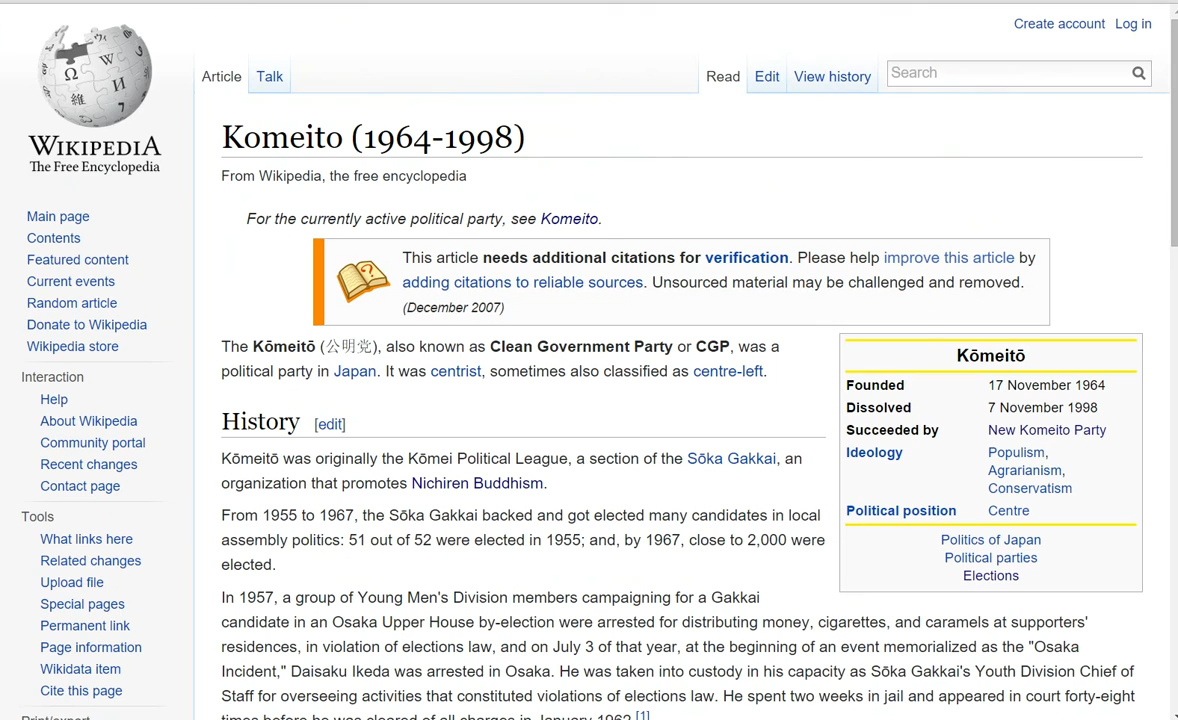 Create account Log in
Article Talk Read Edit View history Search
WIKIPEDIA
The Free Encyclopedia
Main page
Contents
Featured content
Current events
Random article
Donate to Wikipedia
Wikipedia store
Interaction
Help
About Wikipedia
Community portal
Recent changes
Contact page
Tools
What links here
Related changes
Upload file
Special pages
Permanent link
Page information
Wikidata item
Cite this page
Print/export
Komeito (1964-1998)
From Wikipedia, the free encyclopedia
For the currently active political party, see Komeito.
This article needs additional citations for verification. Please help improve this article by
adding citations to reliable sources. Unsourced material may be challenged and removed.
(December 2007)
The Kōmeitō (公明党), also known as Clean Government Party or CGP, was a
political party in Japan. It was centrist, sometimes also classified as centre-left.
Kōmeitō
Founded 17 November 1964
Dissolved 7 November 1998
Succeeded by New Komeito Party
Ideology Populism,
Agrarianism,
Conservatism
Political position Centre
Politics of Japan
Political parties
Elections
History [edit]
Kōmeitō was originally the Kōmei Political League, a section of the Sōka Gakkai, an
organization that promotes Nichiren Buddhism.
From 1955 to 1967, the Sōka Gakkai backed and got elected many candidates in local
assembly politics: 51 out of 52 were elected in 1955; and, by 1967, close to 2,000 were
elected.
In 1957, a group of Young Men's Division members campaigning for a Gakkai
candidate in an Osaka Upper House by-election were arrested for distributing money, cigarettes, and caramels at supporters'
residences, in violation of elections law, and on July 3 of that year, at the beginning of an event memorialized as the "Osaka
Incident," Daisaku Ikeda was arrested in Osaka. He was taken into custody in his capacity as Sōka Gakkai's Youth Division Chief of
Staff for overseeing activities that constituted violations of elections law. He spent two weeks in jail and appeared in court forty-eight
times before he was cleared of all charges in January 1962.[1]